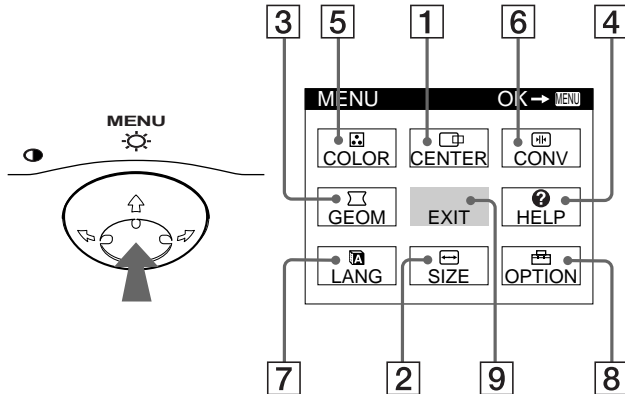 3 5 1 6 4
MENU
MENU OK→ MENU
COLOR CENTER CONV
GEOM EXIT HELP
LANG SIZE OPTION
7 2 9 8